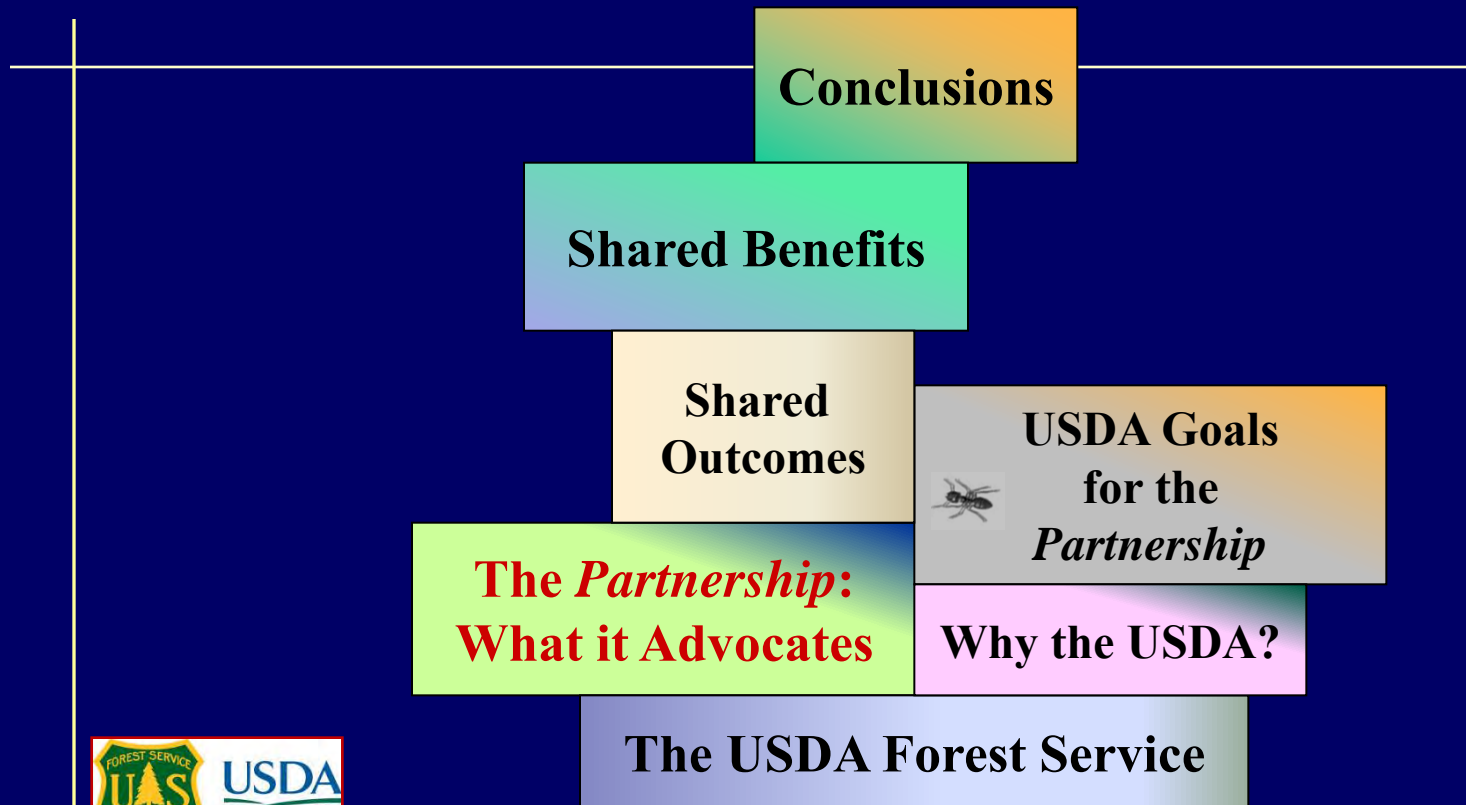 Conclusions
Shared Benefits
Shared
Outcomes
USDA Goals
for the
Partnership
The Partnership:
What it Advocates
Why the USDA?
The USDA Forest Service
FOREST SERVICE
U S
USDA